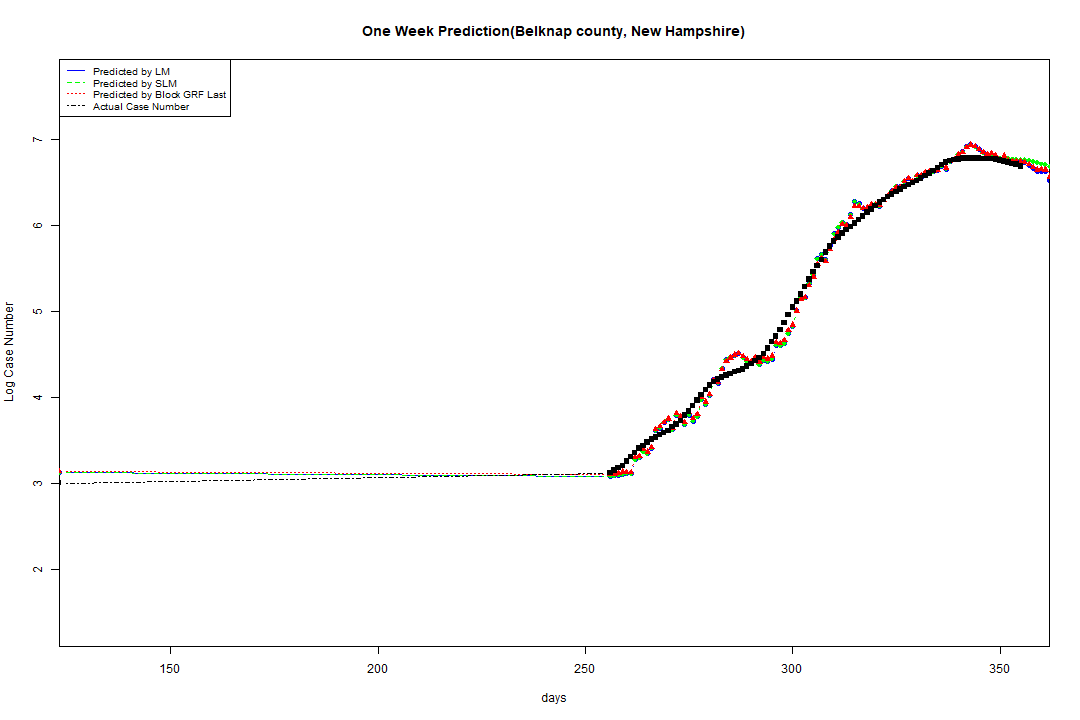 One Week Prediction(Belknap county, New Hampshire)
Predicted by LM
Predicted by SLM
Predicted by Block GRF Last
Actual Case Number
7
6
5
4
3
2
Log Case Number
150 200 250 300 350
days